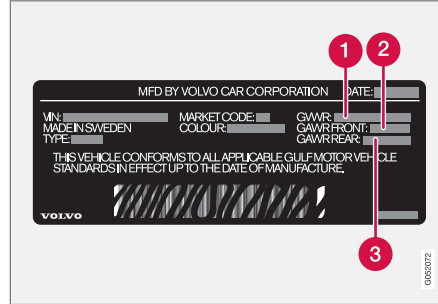 1
2
MFD BY VOLVO CAR CORPORATION DATE:
VIN: MARKET CODE: GVWR:
MADE IN SWEDEN COLOUR: GAWR FRONT:
TYPE: GAWR REAR:
THIS VEHICLE CONFORMS TO ALL APPLICABLE GULF MOTOR VEHICLE
STANDARDS IN EFFECT UP TO THE DATE OF MANUFACTURE.
VOLVO
3
G052072